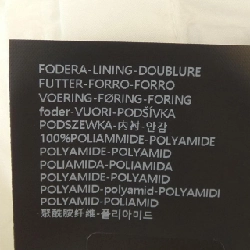 FODERA-LINING-DOUBLURE
FUTTER-FORRO-FORRO
VOERING-FØRING-FORING
foder-VUORI-PODŠÍVKA
PODSZEWKA-内衬-안감
100%POLIAMMIDE-POLYAMIDE
POLYAMIDE-POLYAMID
POLIAMIDA-POLIAMIDA
POLYAMIDE-POLYAMID
POLYAMID-polyamid-POLYAMIDI
POLYAMID-POLIAMID
聚酰胺纤维-폴리아미드